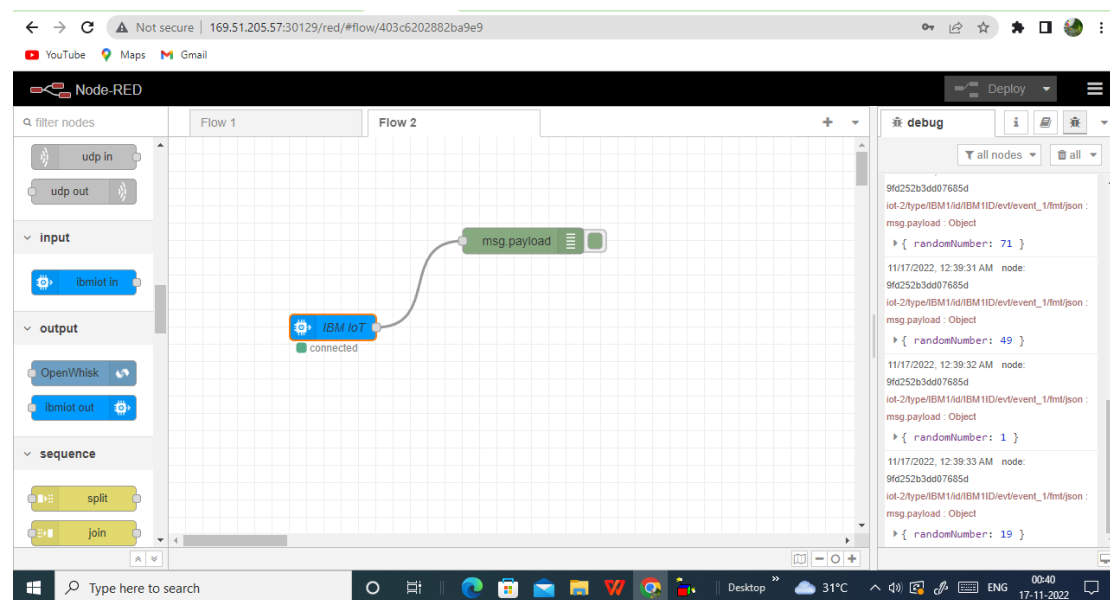 Not secure | 169.51.205.57:30129/red/#flow/403c6202882ba9e9
YouTube Maps Gmail
Node-RED Deploy
filter nodes Flow 1 Flow 2 debug i
all nodes all
udp in
udp out
input
ibmiot in
output
OpenWhisk
ibmiot out
sequence
split
join
msg.payload
IBM IoT
connected
9fd252b3dd07685d
iot-2/type/IBM1/id/IBM1ID/evt/event_1/fmt/json :
msg.payload : Object
{ randomNumber: 71 }
11/17/2022, 12:39:31 AM node:
9fd252b3dd07685d
iot-2/type/IBM1/id/IBM1ID/evt/event_1/fmt/json :
msg.payload : Object
{ randomNumber: 49 }
11/17/2022, 12:39:32 AM node:
9fd252b3dd07685d
iot-2/type/IBM1/id/IBM1ID/evt/event_1/fmt/json :
msg.payload : Object
{ randomNumber: 1 }
11/17/2022, 12:39:33 AM node:
9fd252b3dd07685d
iot-2/type/IBM1/id/IBM1ID/evt/event_1/fmt/json :
msg.payload : Object
{ randomNumber: 19 }
Type here to search Desktop 31°C ENG 00:40
17-11-2022